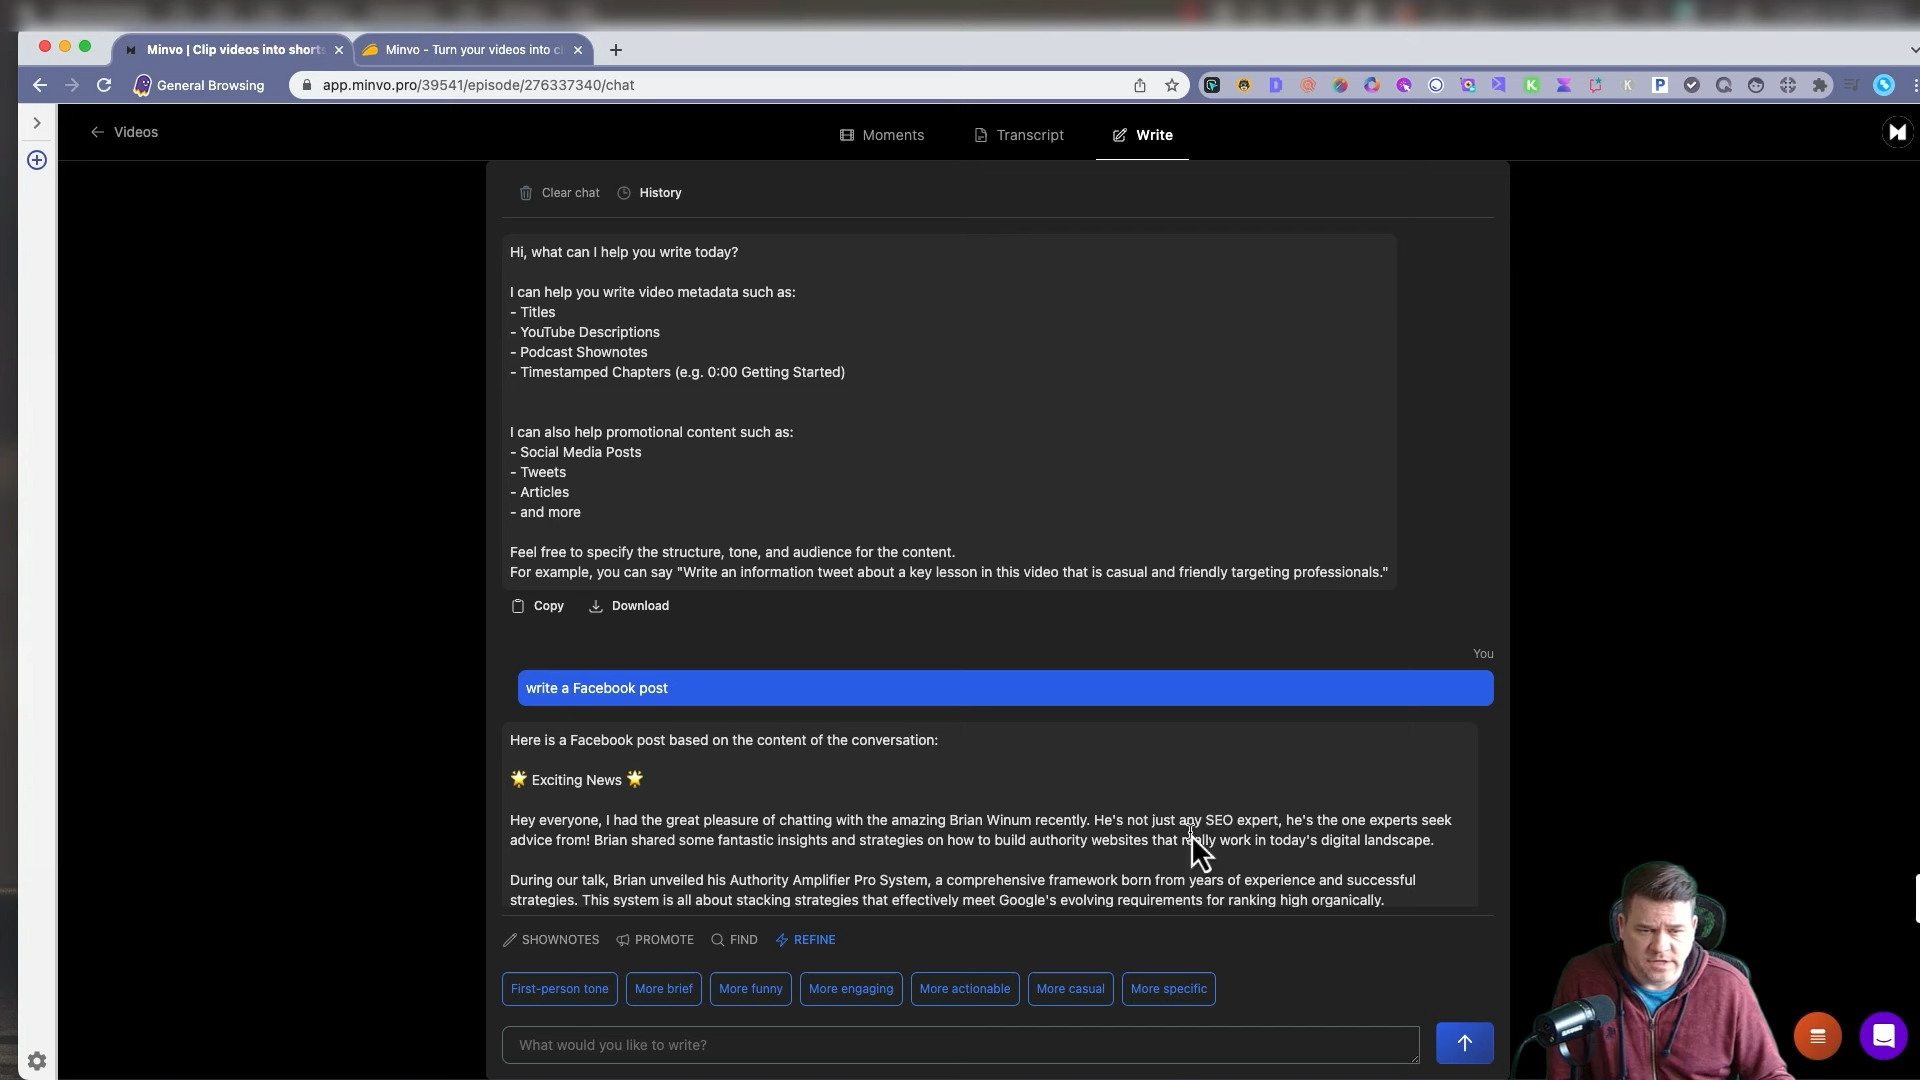 Minvo | Clip videos into shorts
Minvo - Turn your videos into cl
General Browsing
app.minvo.pro/39541/episode/276337340/chat
Videos
Moments
Transcript
Write
Clear chat
History
Hi, what can I help you write today?
I can help you write video metadata such as:
- Titles
- YouTube Descriptions
- Podcast Shownotes
- Timestamped Chapters (e.g. 0:00 Getting Started)
I can also help promotional content such as:
- Social Media Posts
- Tweets
- Articles
- and more
Feel free to specify the structure, tone, and audience for the content.
For example, you can say "Write an information tweet about a key lesson in this video that is casual and friendly targeting professionals."
Copy
Download
You
write a Facebook post
Here is a Facebook post based on the content of the conversation:
🌟 Exciting News 🌟
Hey everyone, I had the great pleasure of chatting with the amazing Brian Winum recently. He's not just any SEO expert, he's the one experts seek
advice from! Brian shared some fantastic insights and strategies on how to build authority websites that really work in today's digital landscape.
During our talk, Brian unveiled his Authority Amplifier Pro System, a comprehensive framework born from years of experience and successful
strategies. This system is all about stacking strategies that effectively meet Google's evolving requirements for ranking high organically.
SHOWNOTES
PROMOTE
FIND
REFINE
First-person tone
More brief
More funny
More engaging
More actionable
More casual
More specific
What would you like to write?